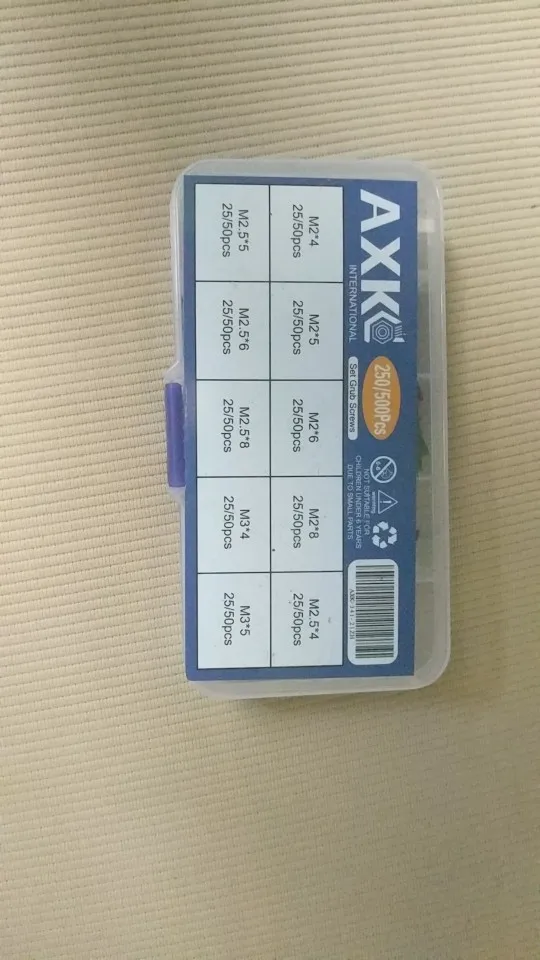 AXK
INTERNATIONAL
250/500Pcs
Set Grub Screws
warning
NOT SUITABLE FOR
CHILDREN UNDER 6 YEARS
DUE TO SMALL PARTS
M2*4
25/50pcs
M2*5
25/50pcs
M2*6
25/50pcs
M2*8
25/50pcs
M2.5*4
25/50pcs
M2.5*5
25/50pcs
M2.5*6
25/50pcs
M2.5*8
25/50pcs
M3*4
25/50pcs
M3*5
25/50pcs